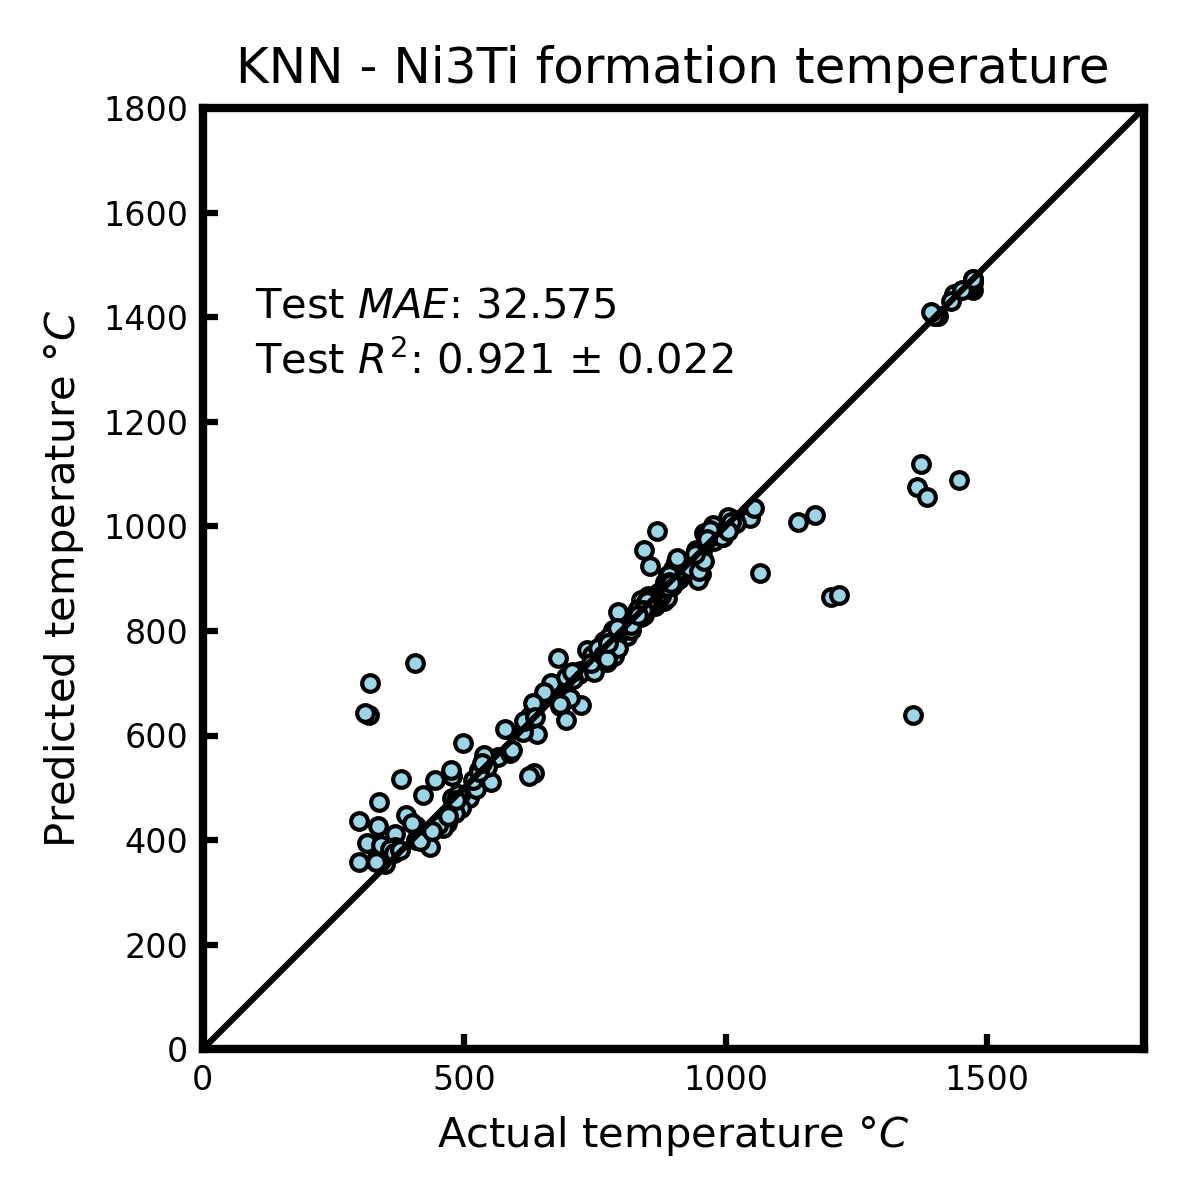 KNN - Ni3Ti formation temperature
1800
1600
1400
1200
1000
800
600
400
200
0
Test MAE: 32.575
Test R²: 0.921 ± 0.022
Predicted temperature °C
0 500 1000 1500
Actual temperature °C